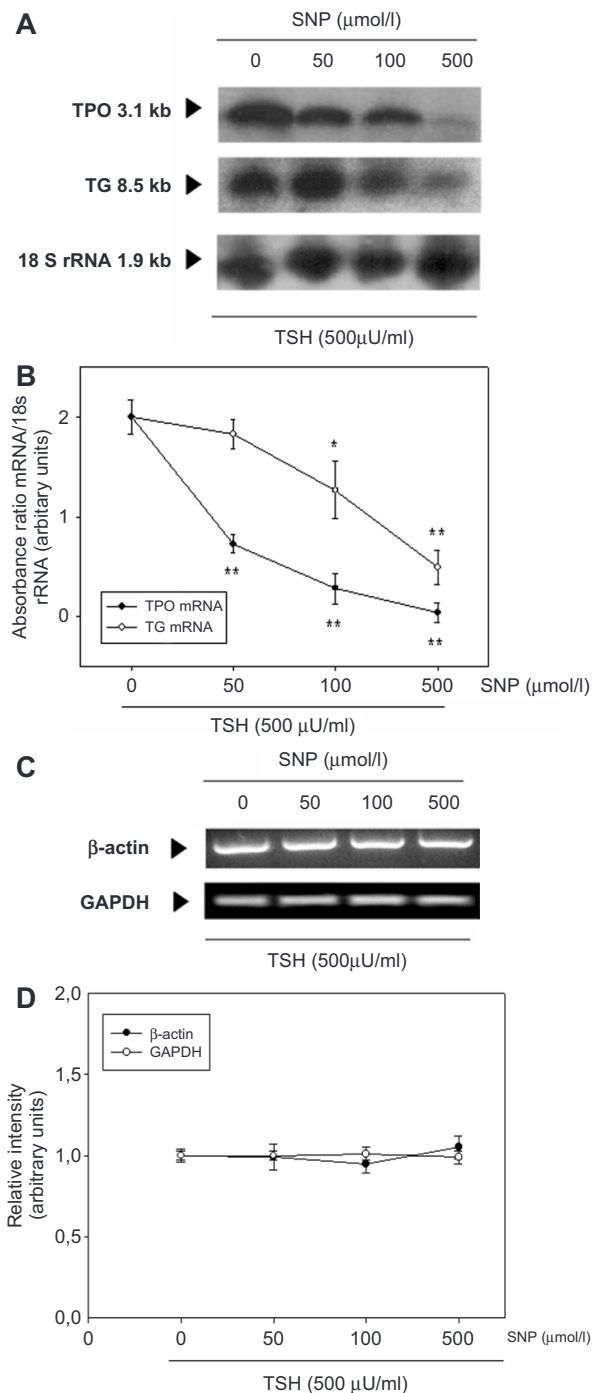 A
SNP (μmol/l)
0 50 100 500
TPO 3.1 kb
TG 8.5 kb
18 S rRNA 1.9 kb
TSH (500μU/ml)
B
Absorbance ratio mRNA/18s
rRNA (arbitary units)
2
1
0
*
**
**
**
**
TPO mRNA
TG mRNA
0 50 100 500 SNP (μmol/l)
TSH (500 μU/ml)
C
SNP (μmol/l)
0 50 100 500
β-actin
GAPDH
TSH (500μU/ml)
D
Relative intensity
(arbitrary units)
2,0
1,5
1,0
0,5
0,0
β-actin
GAPDH
0 0 50 100 500 SNP (μmol/l)
TSH (500 μU/ml)